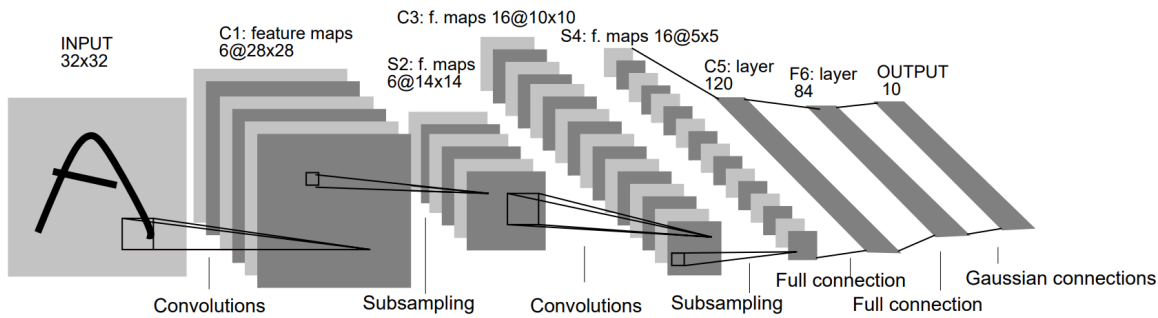 INPUT
32x32
C1: feature maps
6@28x28
S2: f. maps
6@14x14
C3: f. maps 16@10x10
S4: f. maps 16@5x5
C5: layer
120
F6: layer
84
OUTPUT
10
Convolutions
Subsampling
Convolutions
Subsampling
Full connection
Full connection
Gaussian connections